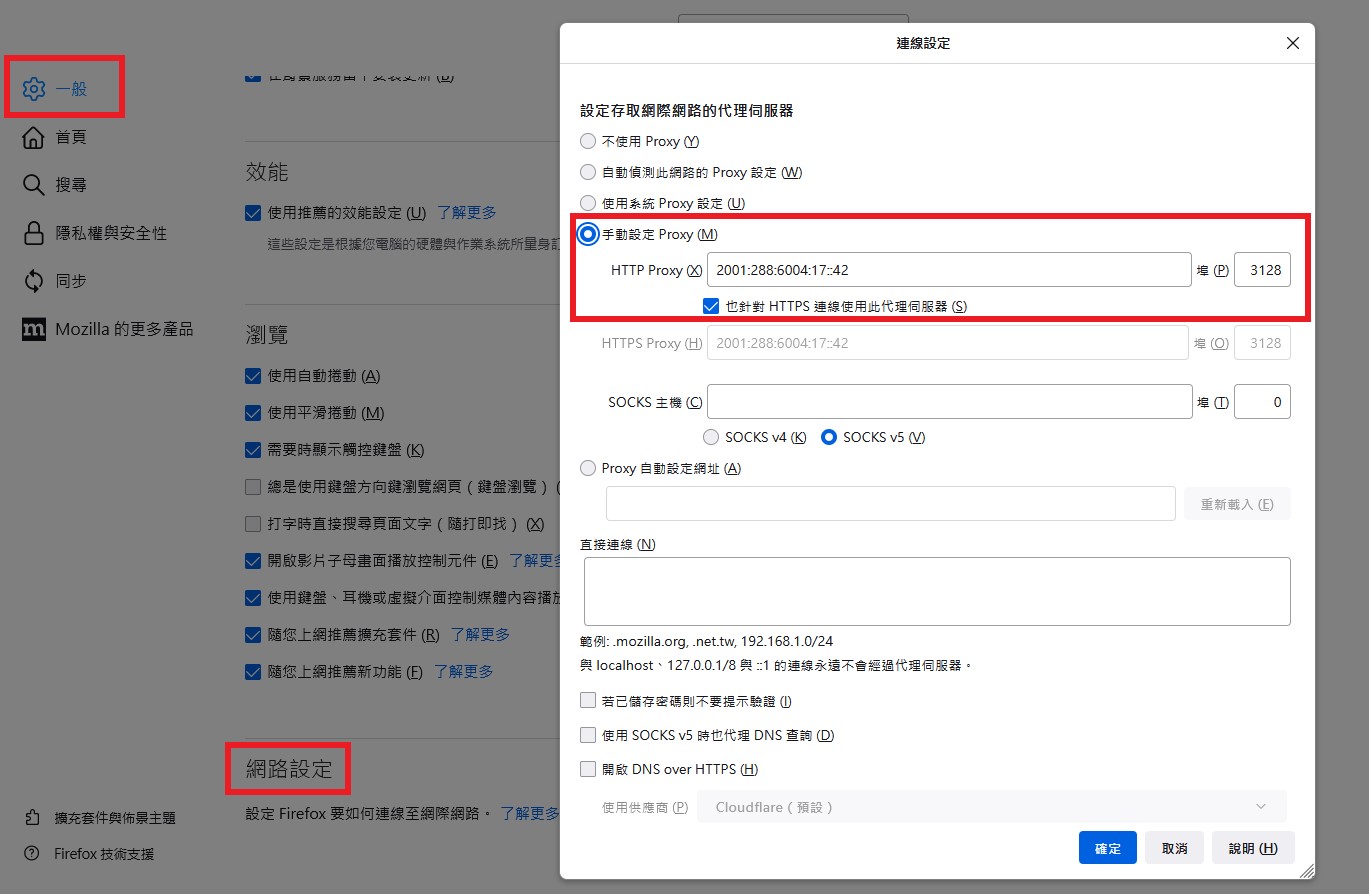 一般
首頁
搜尋
隱私權與安全性
同步
Mozilla 的更多產品
擴充套件與佈景主題
Firefox 技術支援
效能
使用推薦的效能設定 (U) 了解更多
這些設定是根據您電腦的硬體與作業系統所量身
瀏覽
使用自動捲動 (A)
使用平滑捲動 (M)
需要時顯示觸控鍵盤 (K)
總是使用鍵盤方向鍵瀏覽網頁（鍵盤瀏覽）(
打字時直接搜尋頁面文字（隨打即找）(X)
開啟影片子母畫面播放控制元件 (E) 了解更多
使用鍵盤、耳機或虛擬介面控制媒體內容播放
隨您上網推薦擴充套件 (R) 了解更多
隨您上網推薦新功能 (F) 了解更多
網路設定
設定 Firefox 要如何連線至網際網路。 了解更多
連線設定
設定存取網際網路的代理伺服器
不使用 Proxy (Y)
自動偵測此網路的 Proxy 設定 (W)
使用系統 Proxy 設定 (U)
手動設定 Proxy (M)
HTTP Proxy (X) 2001:288:6004:17::42 埠 (P) 3128
也針對 HTTPS 連線使用此代理伺服器 (S)
HTTPS Proxy (H) 2001:288:6004:17::42 埠 (O) 3128
SOCKS 主機 (C) 埠 (T) 0
SOCKS v4 (K) SOCKS v5 (V)
Proxy 自動設定網址 (A)
重新載入 (E)
直接連線 (N)
範例: .mozilla.org, .net.tw, 192.168.1.0/24
與 localhost、127.0.0.1/8 與 ::1 的連線永遠不會經過代理伺服器。
若已儲存密碼則不要提示驗證 (I)
使用 SOCKS v5 時也代理 DNS 查詢 (D)
開啟 DNS over HTTPS (H)
使用供應商 (P) Cloudflare（預設）
確定 取消 說明 (H)